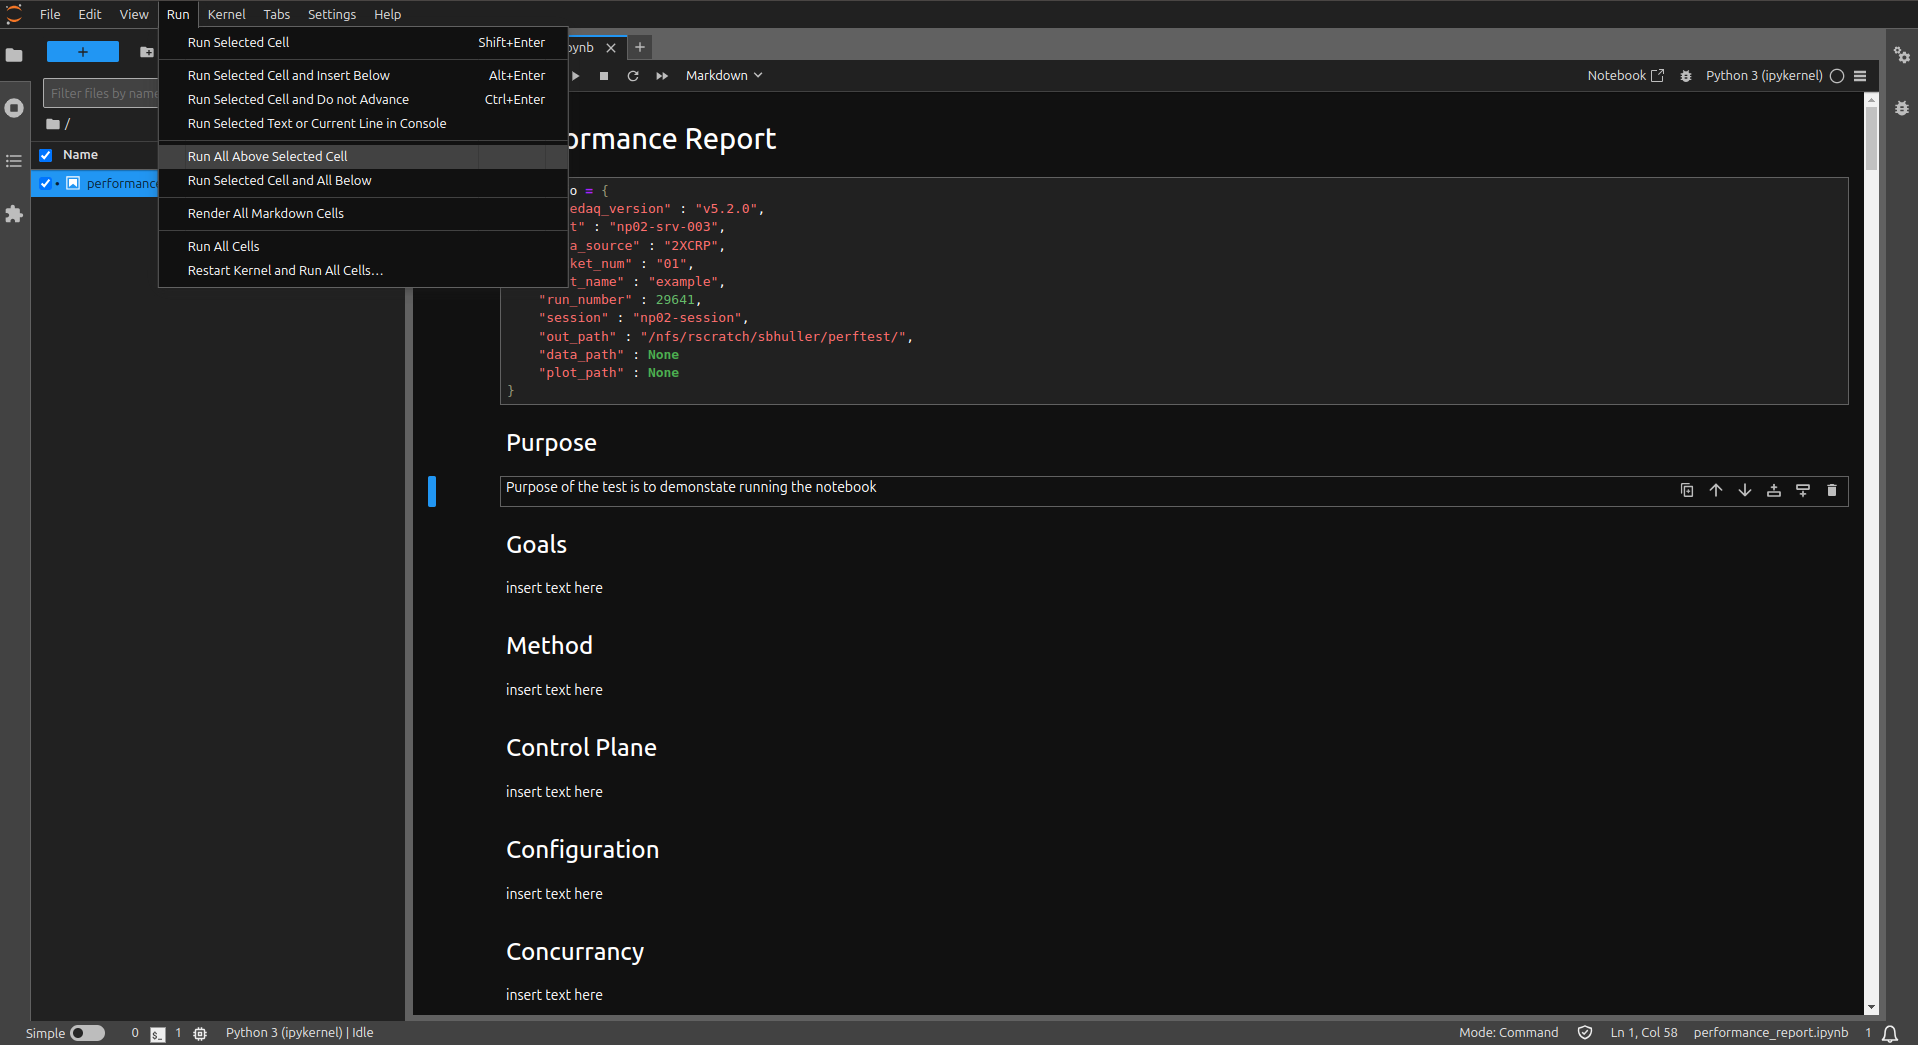 File Edit View Run Kernel Tabs Settings Help
Run Selected Cell Shift+Enter
Run Selected Cell and Insert Below Alt+Enter
Run Selected Cell and Do not Advance Ctrl+Enter
Run Selected Text or Current Line in Console
Run All Above Selected Cell
Run Selected Cell and All Below
Render All Markdown Cells
Run All Cells
Restart Kernel and Run All Cells…
+
Filter files by name
/
Name
performance
ynb × +
Markdown
Notebook
Python 3 (ipykernel)
ormance Report
o = {
edaq_version" : "v5.2.0",
t" : "np02-srv-003",
a_source" : "2XCRP",
ket_num" : "01",
t_name" : "example",
"run_number" : 29641,
"session" : "np02-session",
"out_path" : "/nfs/rscratch/sbhuller/perftest/",
"data_path" : None
"plot_path" : None
}
Purpose
Purpose of the test is to demonstate running the notebook
Goals
insert text here
Method
insert text here
Control Plane
insert text here
Configuration
insert text here
Concurrancy
insert text here
Simple 0 $_ 1 Python 3 (ipykernel) | Idle
Mode: Command Ln 1, Col 58 performance_report.ipynb 1